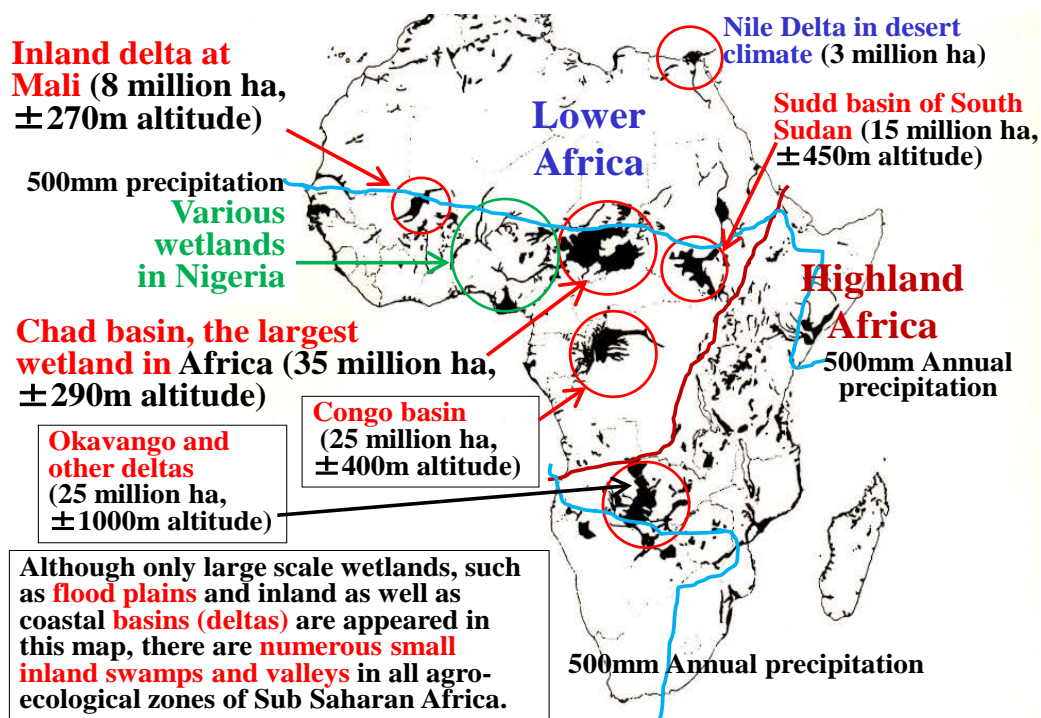 Inland delta at
Mali (8 million ha,
±270m altitude)
Nile Delta in desert
climate (3 million ha)
Lower
Africa
Sudd basin of South
Sudan (15 million ha,
±450m altitude)
500mm precipitation
Various
wetlands
in Nigeria
Highland
Africa
Chad basin, the largest
wetland in Africa (35 million ha,
±290m altitude)
500mm Annual
precipitation
Congo basin
(25 million ha,
±400m altitude)
Okavango and
other deltas
(25 million ha,
±1000m altitude)
Although only large scale wetlands, such
as flood plains and inland as well as
coastal basins (deltas) are appeared in
this map, there are numerous small
inland swamps and valleys in all agro-
ecological zones of Sub Saharan Africa.
500mm Annual precipitation